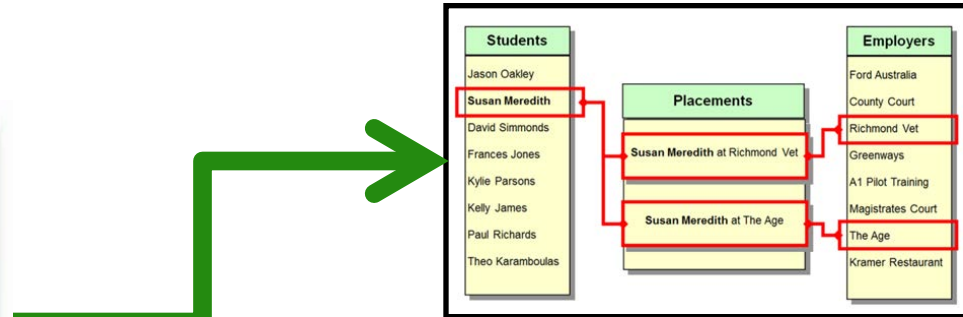 Students
Jason Oakley
Susan Meredith
David Simmonds
Frances Jones
Kylie Parsons
Kelly James
Paul Richards
Theo Karamboulas
Placements
Susan Meredith at Richmond Vet
Susan Meredith at The Age
Employers
Ford Australia
County Court
Richmond Vet
Greenways
A1 Pilot Training
Magistrates Court
The Age
Kramer Restaurant